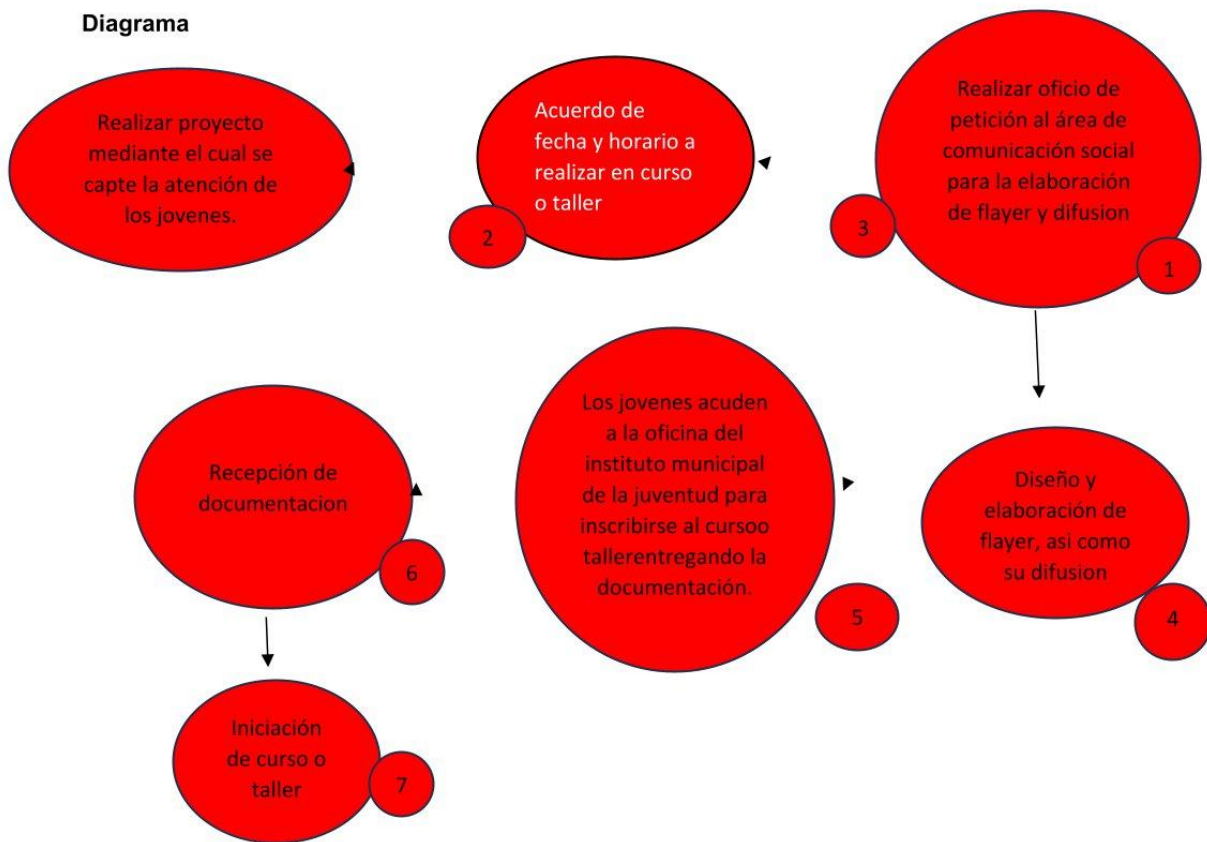 Diagrama
Realizar proyecto
mediante el cual se
capte la atención de
los jovenes.
Acuerdo de
fecha y horario a
realizar en curso
o taller
2
Realizar oficio de
petición al área de
comunicación social
para la elaboración
de flayer y difusion
3
1
Diseño y
elaboración de
flayer, asi como
su difusion
4
Los jovenes acuden
a la oficina del
instituto municipal
de la juventud para
inscribirse al cursoo
tallerentregando la
documentación.
5
Recepción de
documentacion
6
Iniciación
de curso o
taller
7